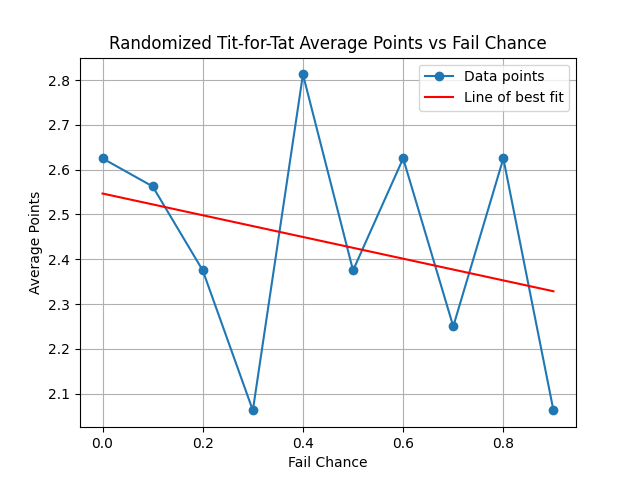 Randomized Tit-for-Tat Average Points vs Fail Chance
Data points
Line of best fit
2.8
2.7
2.6
2.5
2.4
2.3
2.2
2.1
Average Points
0.0 0.2 0.4 0.6 0.8
Fail Chance